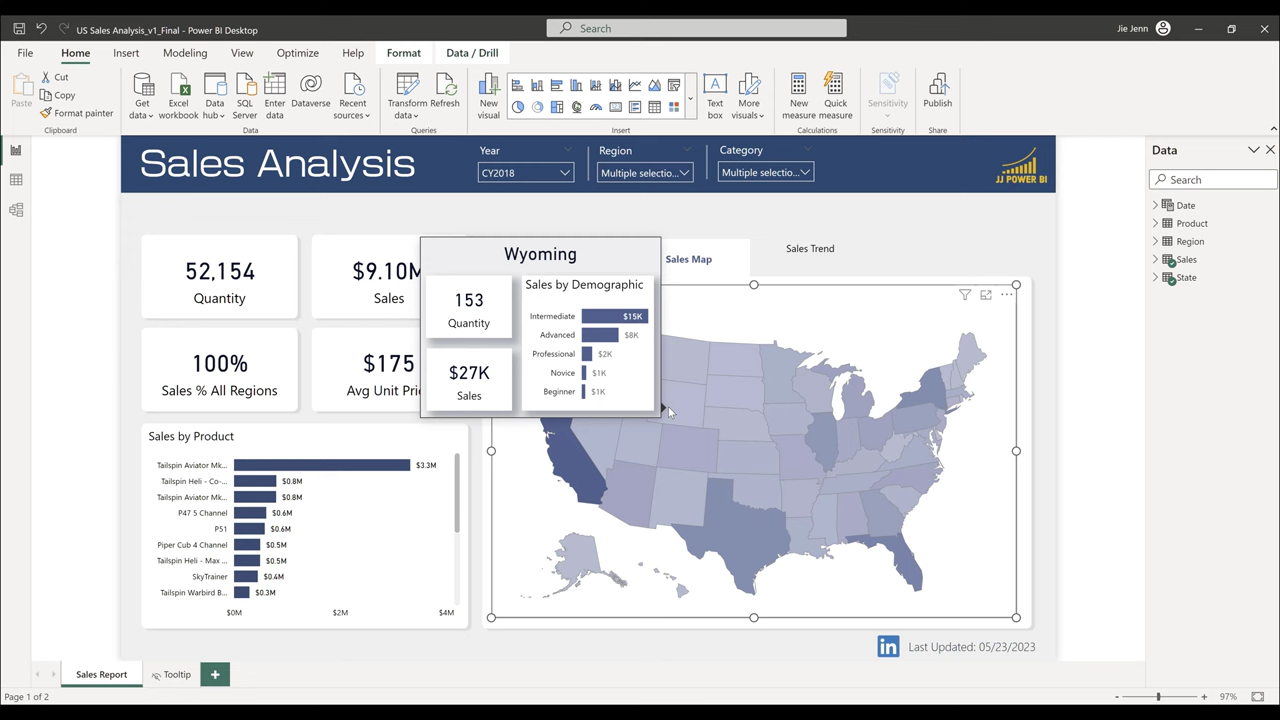 US Sales Analysis_v1_Final - Power BI Desktop
Search
Jie Jenn
File Home Insert Modeling View Optimize Help Format Data / Drill
Paste
Cut
Copy
Format painter
Clipboard
Get data
Excel workbook
Data hub
SQL Server
Enter data
Dataverse
Recent sources
Data
Transform data
Refresh
Queries
New visual
Text box
More visuals
Insert
New measure
Quick measure
Calculations
Sensitivity
Sensitivity
Publish
Share
Sales Analysis
Year
CY2018
Region
Multiple selectio...
Category
Multiple selectio...
JJ POWER BI
52,154
Quantity
$9.10M
Sales
100%
Sales % All Regions
$175
Avg Unit Pri
Sales by Product
Tailspin Aviator Mk... $3.3M
Tailspin Heli - Co-... $0.8M
Tailspin Aviator Mk... $0.8M
P47 5 Channel $0.6M
P51 $0.6M
Piper Cub 4 Channel $0.5M
Tailspin Heli - Max ... $0.5M
SkyTrainer $0.4M
Tailspin Warbird B... $0.3M
$0M $2M $4M
Wyoming
153
Quantity
$27K
Sales
Sales by Demographic
Intermediate $15K
Advanced $8K
Professional $2K
Novice $1K
Beginner $1K
Sales Map
Sales Trend
in
Last Updated: 05/23/2023
Data
Search
Date
Product
Region
Sales
State
Sales Report
Tooltip
Page 1 of 2
97%